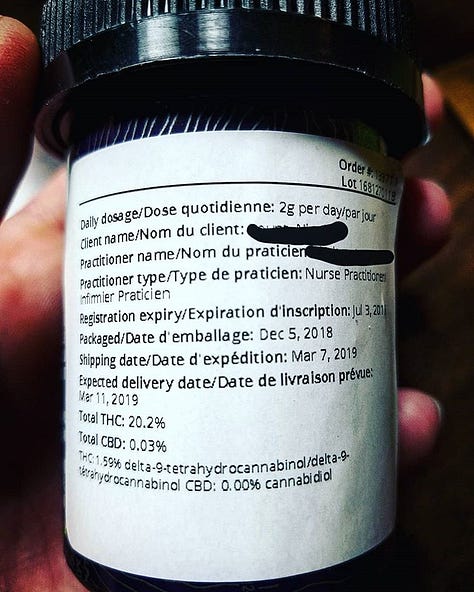 Order #:
Lot
Daily dosage/Dose quotidienne: 2g per day/par jour
Client name/Nom du client:
Practitioner name/Nom du praticien
Practitioner type/Type de praticien: Nurse Practitioner/
Infirmier Praticien
Registration expiry/Expiration d'inscription: Jul 3,
Packaged/Date d'emballage: Dec 5, 2018
Shipping date/Date d'expédition: Mar 7, 2019
Expected delivery date/Date de livraison prévue:
Mar 11, 2019
Total THC: 20.2%
Total CBD: 0.03%
THC: 1.59% delta-9-tetrahydrocannabinol/delta-9-
tétrahydrocannabinol CBD: 0.00% cannabidiol